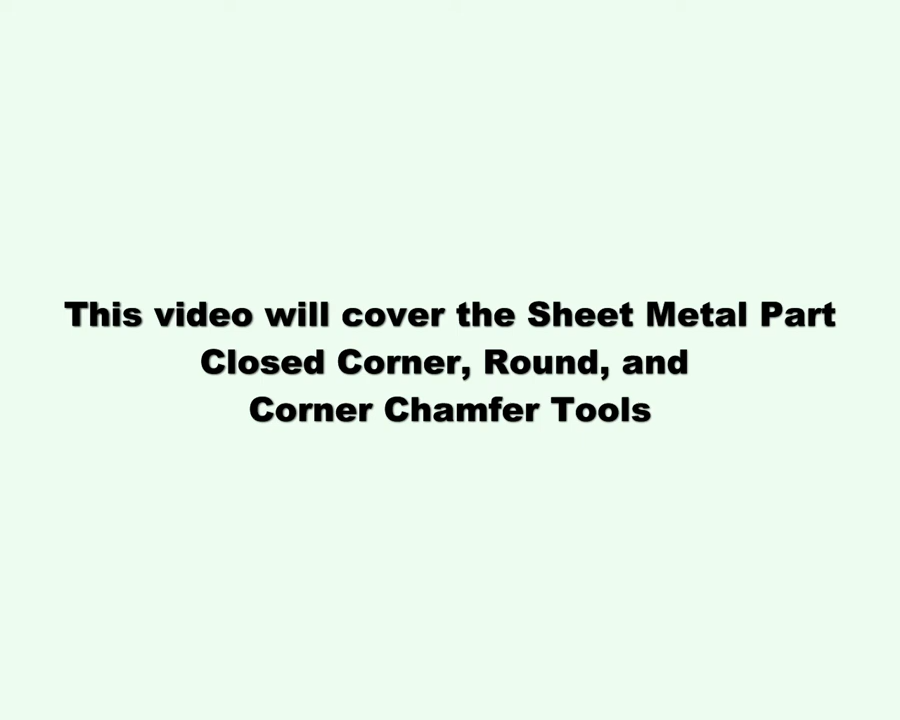 This video will cover the Sheet Metal Part
Closed Corner, Round, and
Corner Chamfer Tools